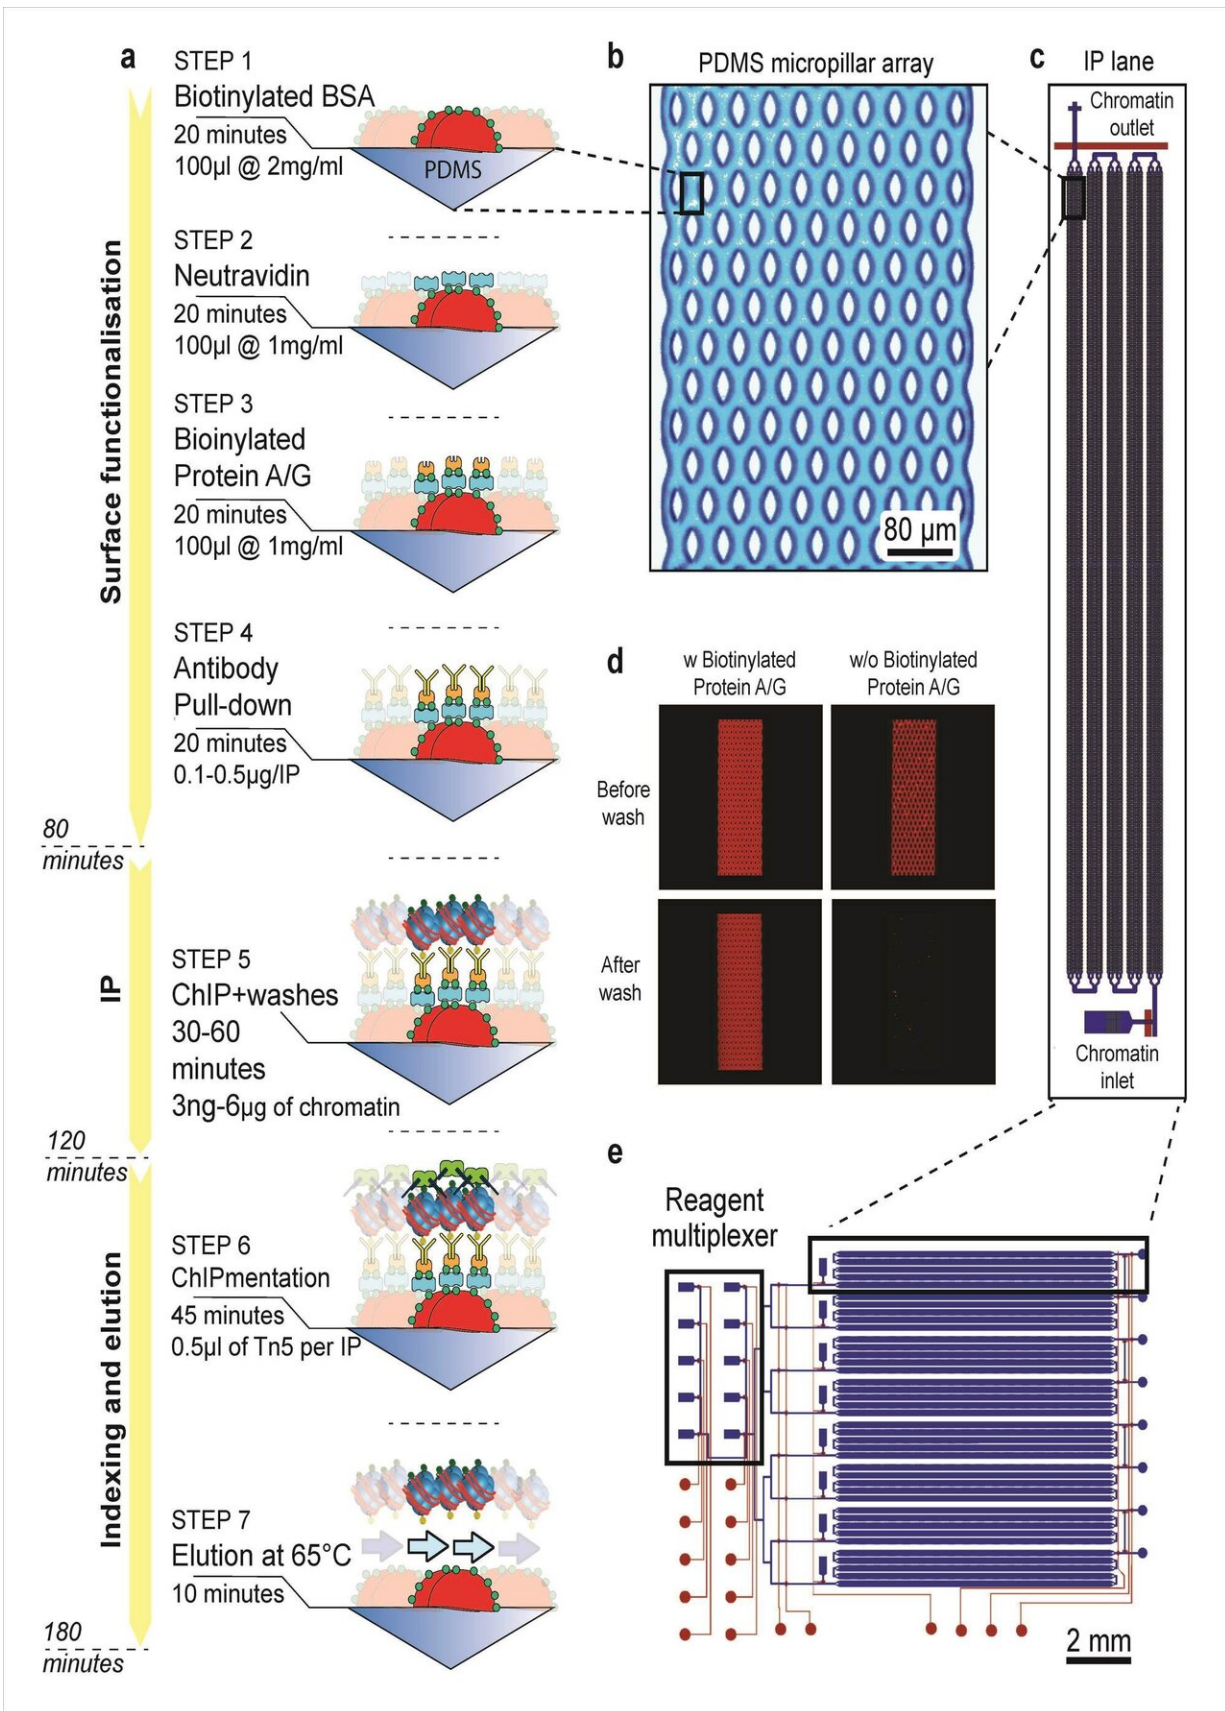 a
STEP 1
Biotinylated BSA
20 minutes
100µl @ 2mg/ml
PDMS
STEP 2
Neutravidin
20 minutes
100µl @ 1mg/ml
STEP 3
Bioinylated
Protein A/G
20 minutes
100µl @ 1mg/ml
STEP 4
Antibody
Pull-down
20 minutes
0.1-0.5µg/IP
Surface functionalisation
80
minutes
STEP 5
ChIP+washes
30-60
minutes
3ng-6µg of chromatin
IP
120
minutes
STEP 6
ChIPmentation
45 minutes
0.5µl of Tn5 per IP
STEP 7
Elution at 65°C
10 minutes
Indexing and elution
180
minutes
b
PDMS micropillar array
80 µm
c
IP lane
Chromatin
outlet
Chromatin
inlet
d
w Biotinylated
Protein A/G
w/o Biotinylated
Protein A/G
Before
wash
After
wash
e
Reagent
multiplexer
2 mm